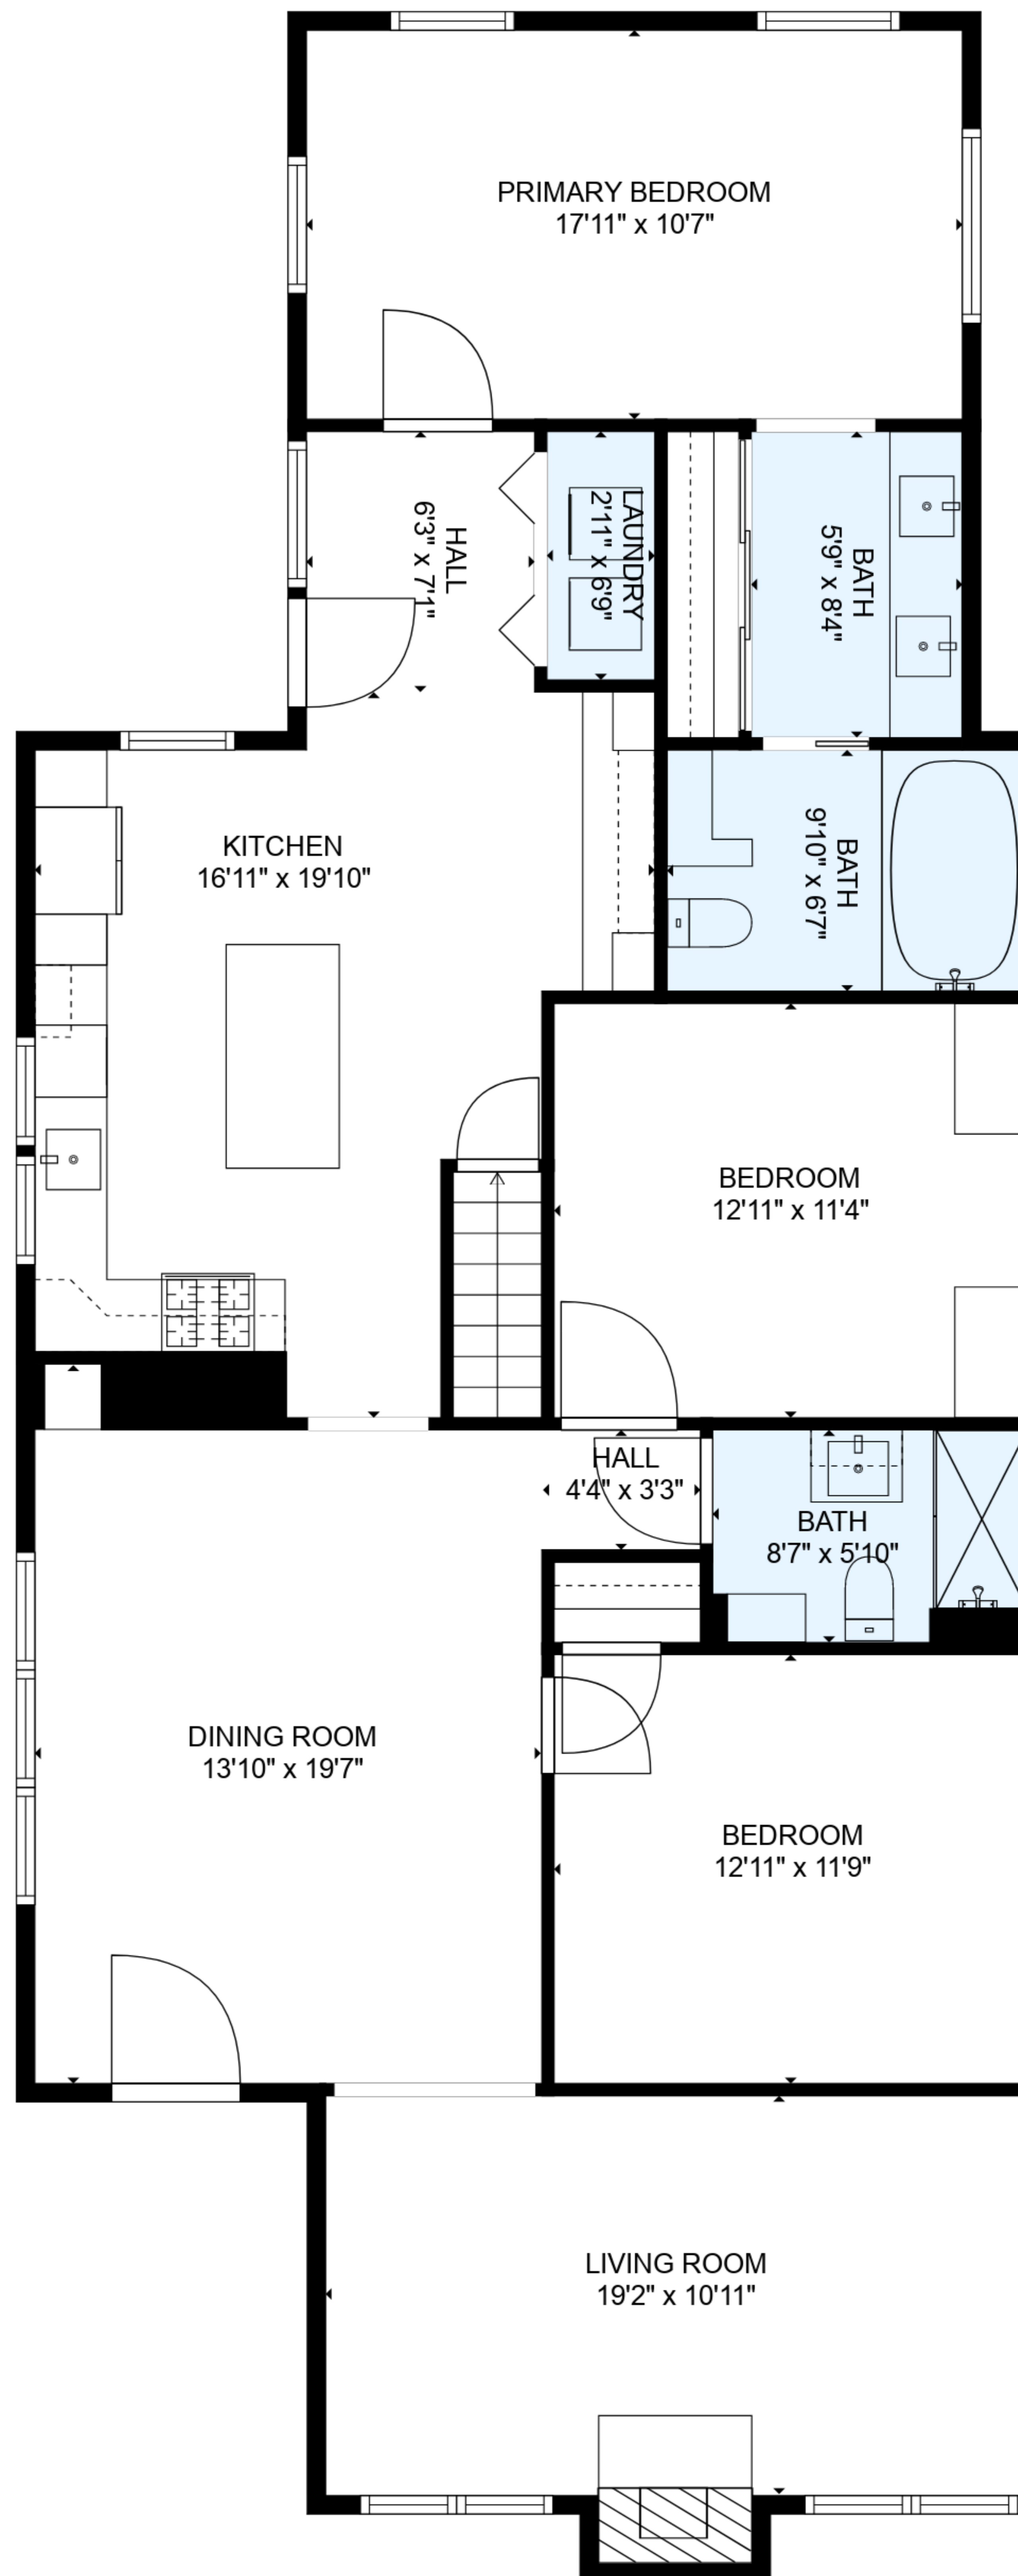 PRIMARY BEDROOM
17'11" x 10'7"
HALL
6'3" x 7'1"
LAUNDRY
2'11" x 6'9"
BATH
5'9" x 8'4"
KITCHEN
16'11" x 19'10"
BATH
9'10" x 6'7"
BEDROOM
12'11" x 11'4"
HALL
4'4" x 3'3"
BATH
8'7" x 5'10"
DINING ROOM
13'10" x 19'7"
BEDROOM
12'11" x 11'9"
LIVING ROOM
19'2" x 10'11"